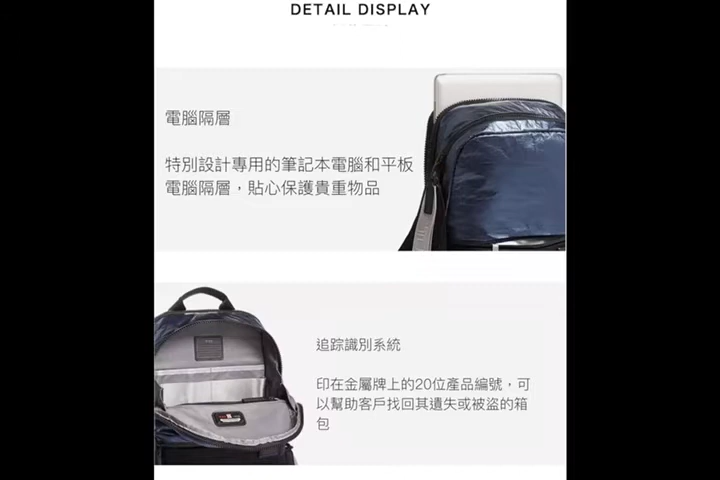 DETAIL DISPLAY
電腦隔層
特別設計專用的筆記本電腦和平板
電腦隔層，貼心保護貴重物品
追踪識別系統
印在金屬牌上的20位產品編號，可
以幫助客戶找回其遺失或被盜的箱
包